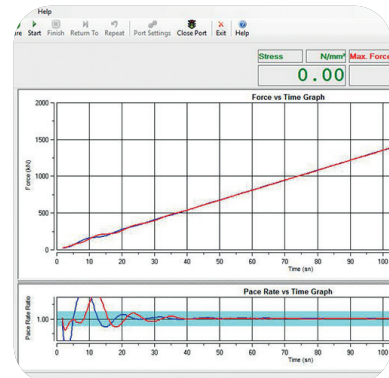 Help
Start Finish Return To Repeat Port Settings Close Port Exit Help
Stress N/mm² Max. Force
0.00
Force vs Time Graph
Force (kN)
2000
1500
1000
500
0
0 10 20 30 40 50 60 70 80 90 100
Time (sn)
Pace Rate vs Time Graph
Pace Rate Ratio
1.00
0 10 20 30 40 50 60 70 80 90 100
Time (sn)